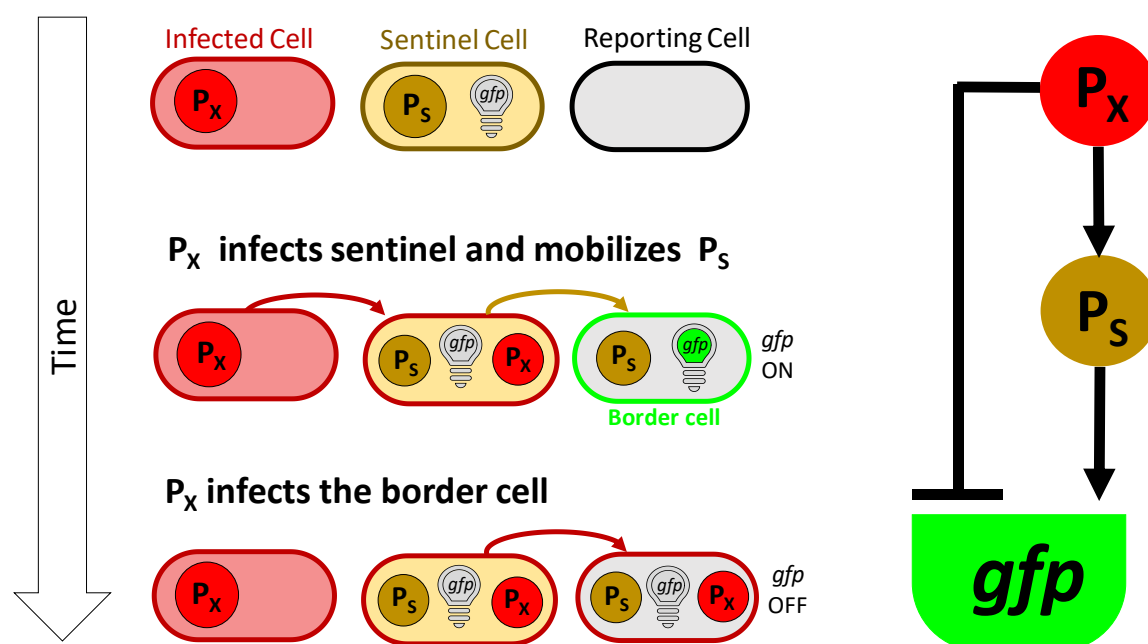 Time
Infected Cell
Sentinel Cell
Reporting Cell
PX
PS
gfp
PX infects sentinel and mobilizes PS
PX
PS
gfp
PX
PS
gfp
gfp
ON
Border cell
PX infects the border cell
PX
PS
gfp
PX
PS
gfp
PX
gfp
OFF
PX
PS
gfp